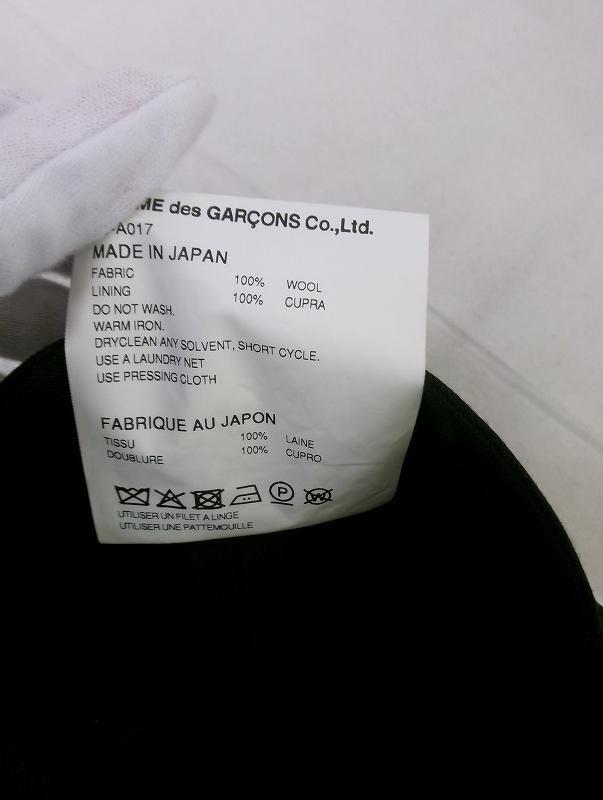 ME des GARÇONS Co.,Ltd.
-A017
MADE IN JAPAN
FABRIC 100% WOOL
LINING 100% CUPRA
DO NOT WASH.
WARM IRON.
DRYCLEAN ANY SOLVENT, SHORT CYCLE.
USE A LAUNDRY NET
USE PRESSING CLOTH
FABRIQUE AU JAPON
TISSU 100% LAINE
DOUBLURE 100% CUPRO
P W
UTILISER UN FILET A LINGE
UTILISER UNE PATTEMOUILLE